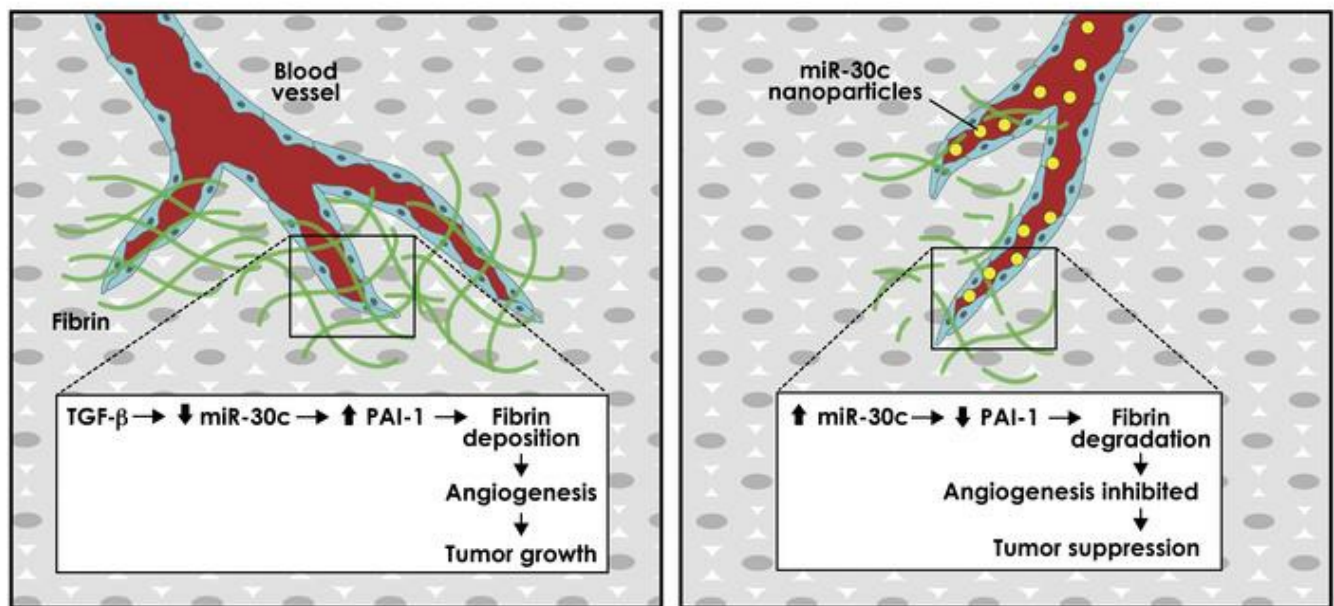 Blood
vessel
Fibrin
TGF-β → ⬇ miR-30c → ⬆ PAI-1 → Fibrin
deposition
↓
Angiogenesis
↓
Tumor growth
miR-30c
nanoparticles
⬆ miR-30c → ⬇ PAI-1 → Fibrin
degradation
↓
Angiogenesis inhibited
↓
Tumor suppression